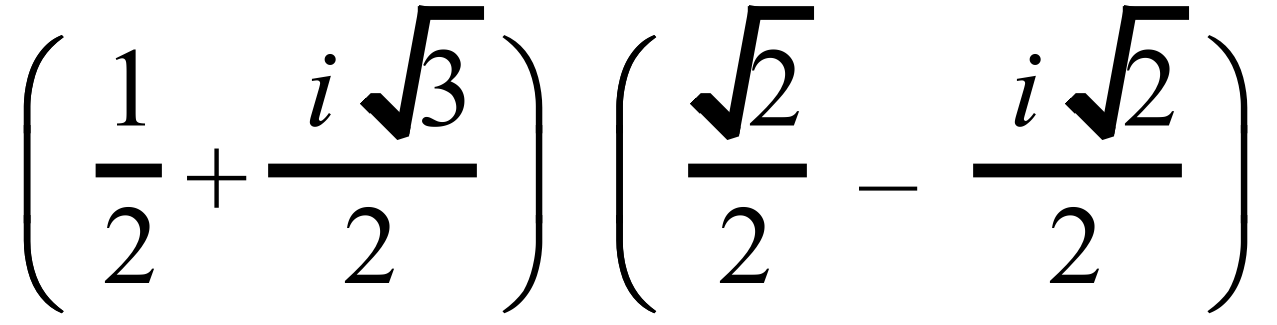 (1/2 + i√3/2) (√2/2 − i√2/2)